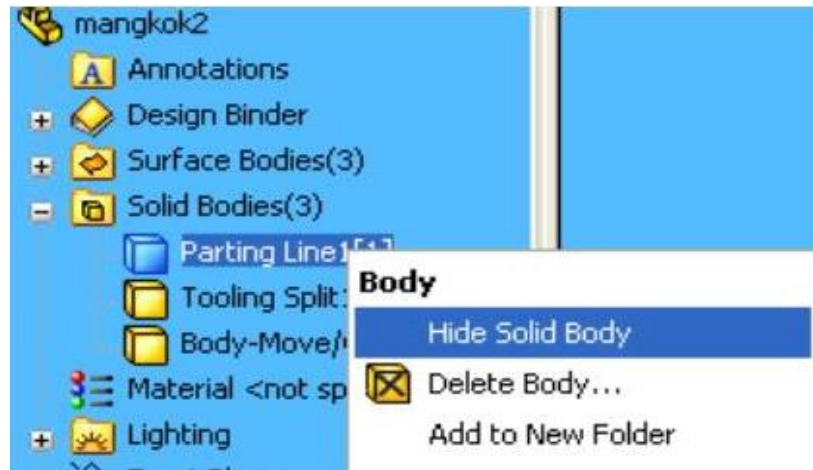 mangkok2
Annotations
Design Binder
Surface Bodies(3)
Solid Bodies(3)
Parting Line1[1]
Body
Tooling Split
Hide Solid Body
Body-Move/
Material <not sp
Delete Body...
Lighting
Add to New Folder